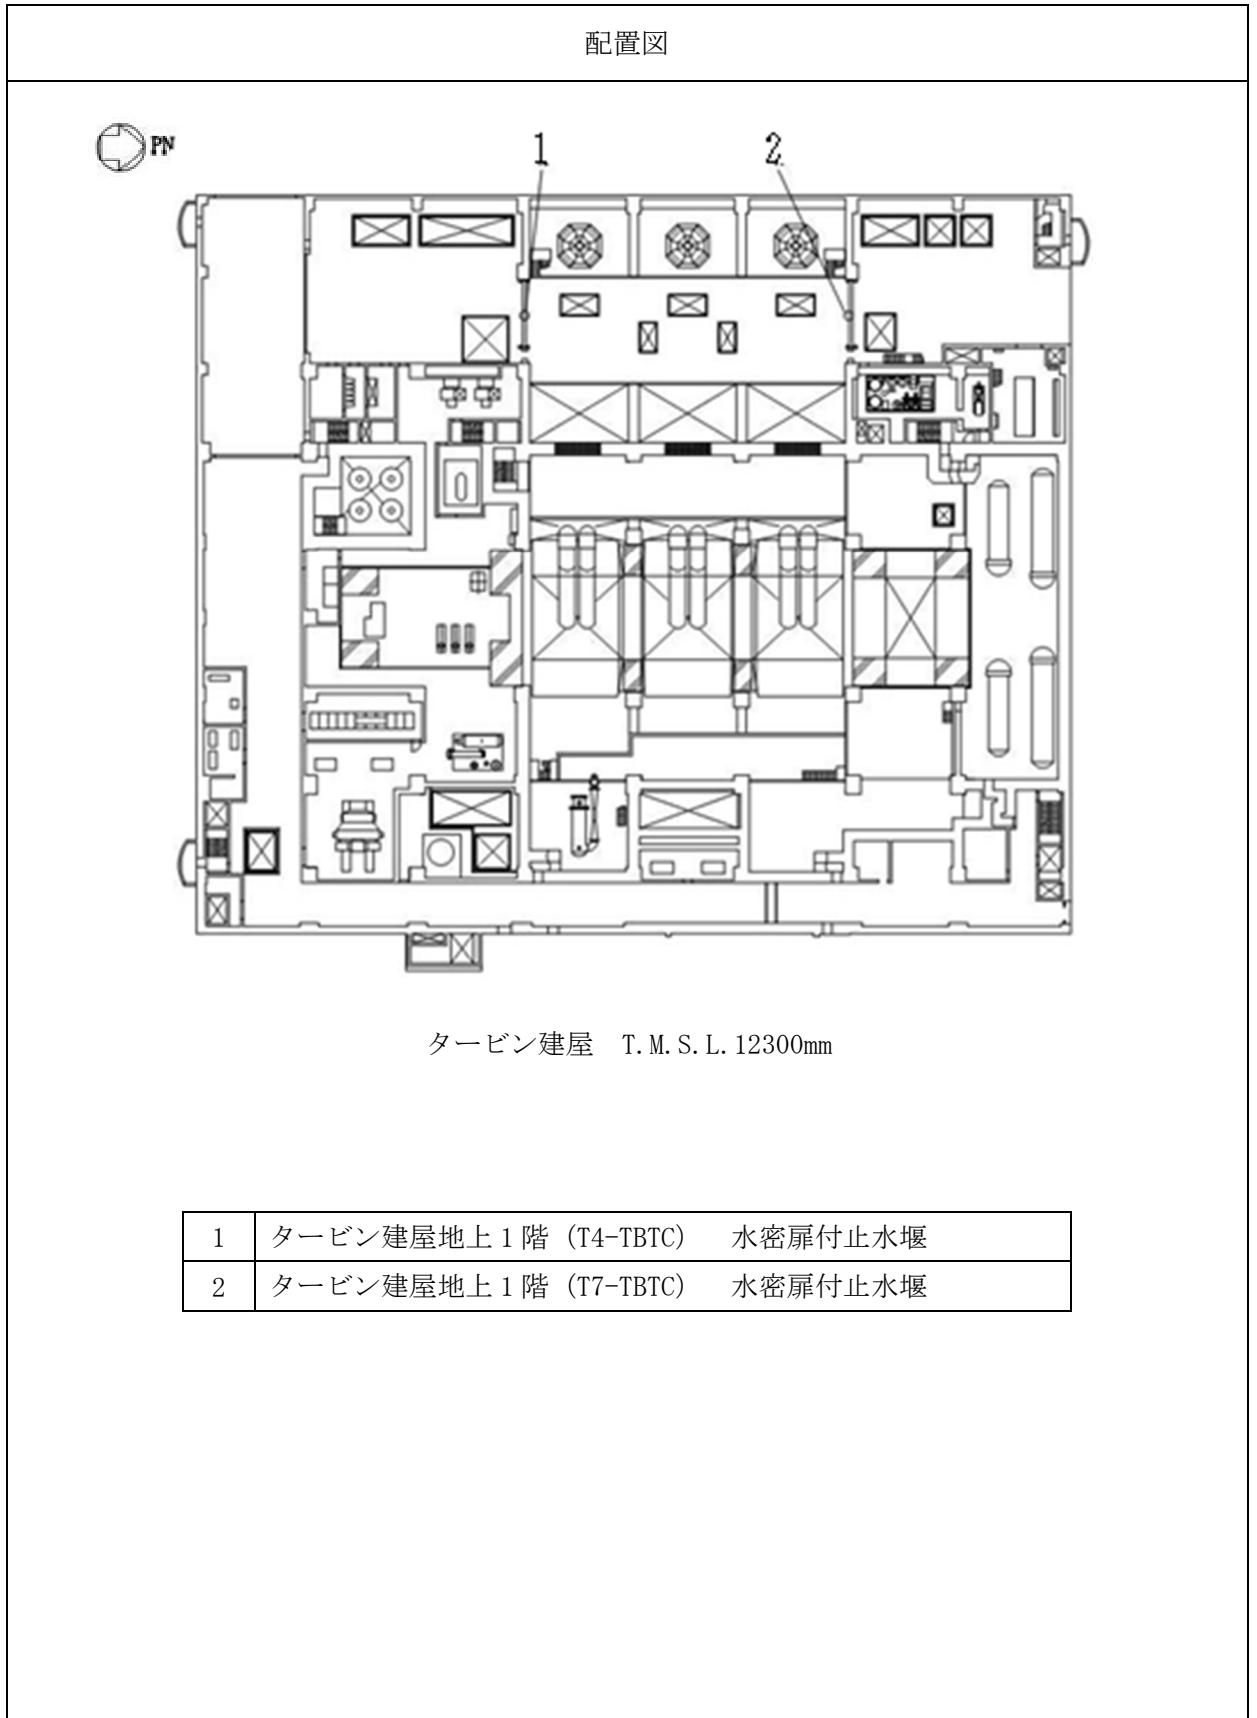 配置図
PN
1 2
タービン建屋　T.M.S.L.12300mm
1 タービン建屋地上1階（T4-TBTC）　水密扉付止水堰
2 タービン建屋地上1階（T7-TBTC）　水密扉付止水堰